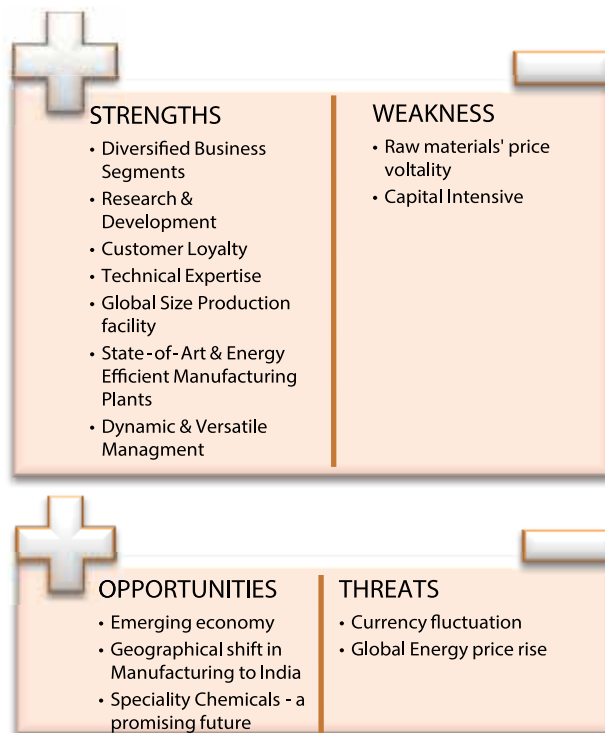 STRENGTHS
• Diversified Business
Segments
• Research &
Development
• Customer Loyalty
• Technical Expertise
• Global Size Production
facility
• State-of-Art & Energy
Efficient Manufacturing
Plants
• Dynamic & Versatile
Managment
WEAKNESS
• Raw materials' price
voltality
• Capital Intensive
OPPORTUNITIES
• Emerging economy
• Geographical shift in
Manufacturing to India
• Speciality Chemicals - a
promising future
THREATS
• Currency fluctuation
• Global Energy price rise